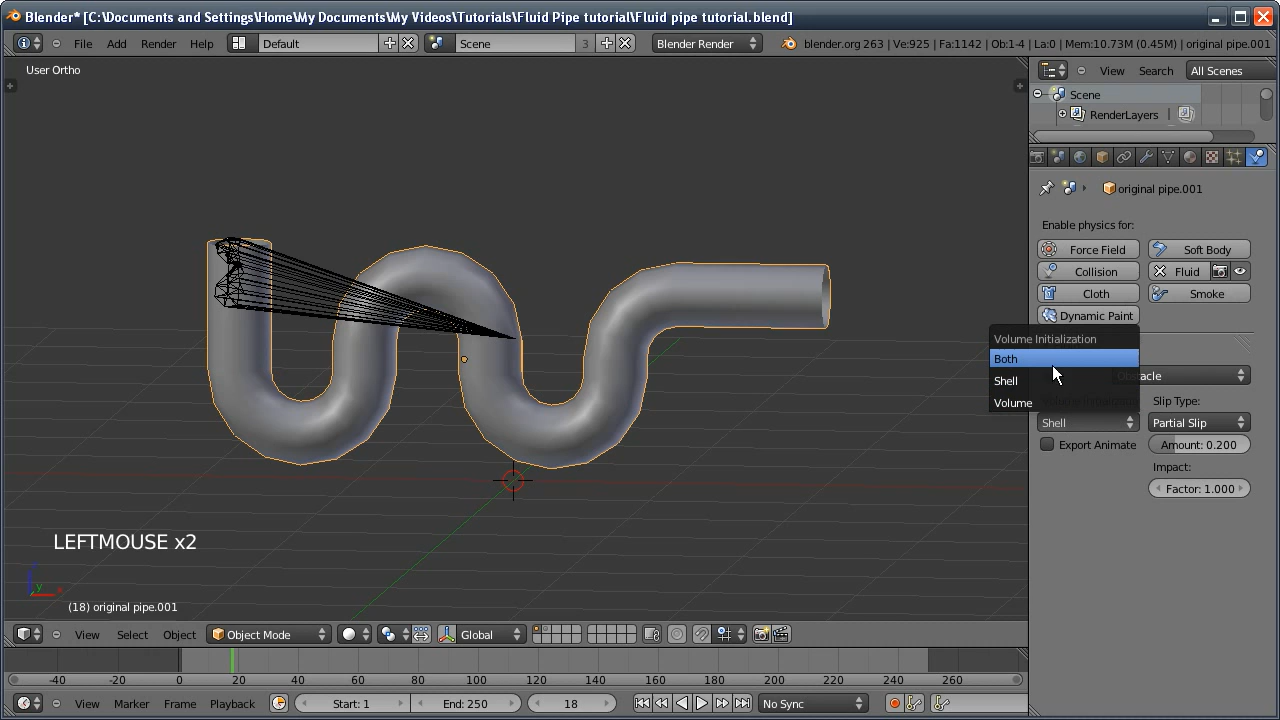 Blender* [C:\Documents and Settings\Home\My Documents\My Videos\Tutorials\Fluid Pipe tutorial\Fluid pipe tutorial.blend]
File Add Render Help Default Scene 3 Blender Render blender.org 263 | Ve:925 | Fa:1142 | Ob:1-4 | La:0 | Mem:10.73M (0.45M) | original pipe.001
User Ortho
View Search All Scenes
Scene
RenderLayers
original pipe.001
Enable physics for:
Force Field Soft Body
Collision Fluid
Cloth Smoke
Dynamic Paint
Volume Initialization
Both
Shell
Volume
Slip Type:
Shell Partial Slip
Export Animate Amount: 0.200
Impact:
Factor: 1.000
LEFTMOUSE x2
y x
(18) original pipe.001
View Select Object Object Mode Global
-40 -20 0 20 40 60 80 100 120 140 160 180 200 220 240 260
View Marker Frame Playback Start: 1 End: 250 18 No Sync